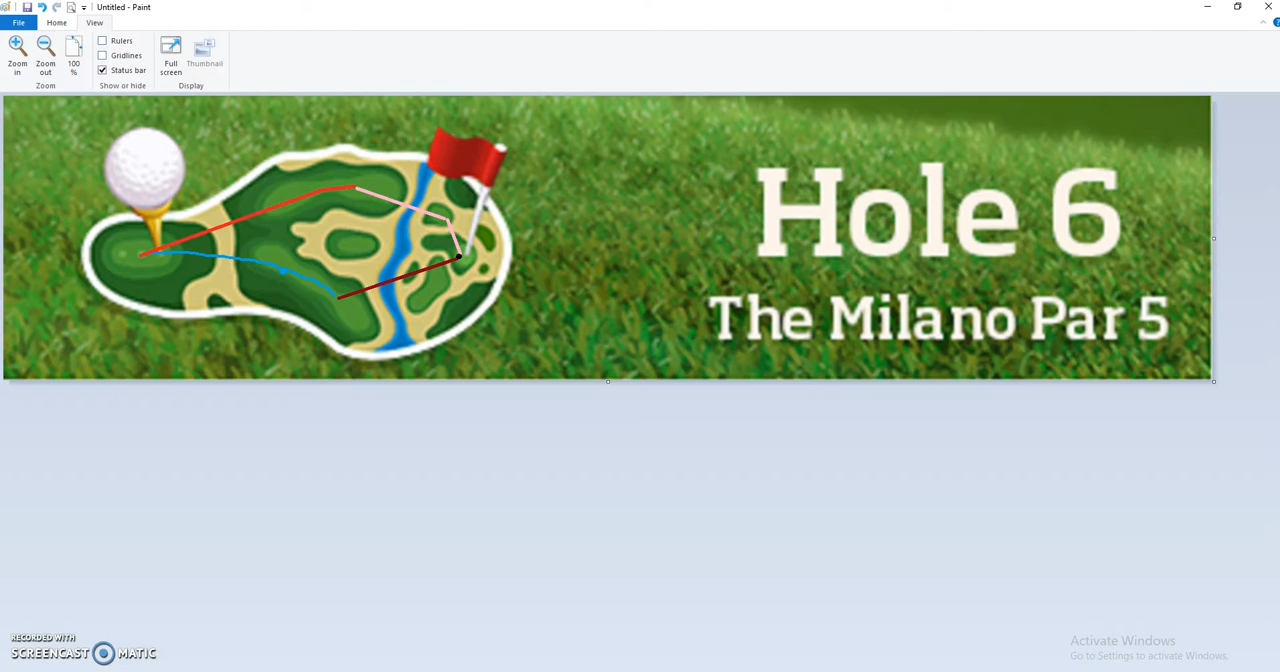 Untitled - Paint
File Home View
Zoom in
Zoom out
100 %
Rulers
Gridlines
Status bar
Full screen
Thumbnail
Zoom
Show or hide
Display
Hole 6
The Milano Par 5
RECORDED WITH
SCREENCAST MATIC
Activate Windows
Go to Settings to activate Windows.